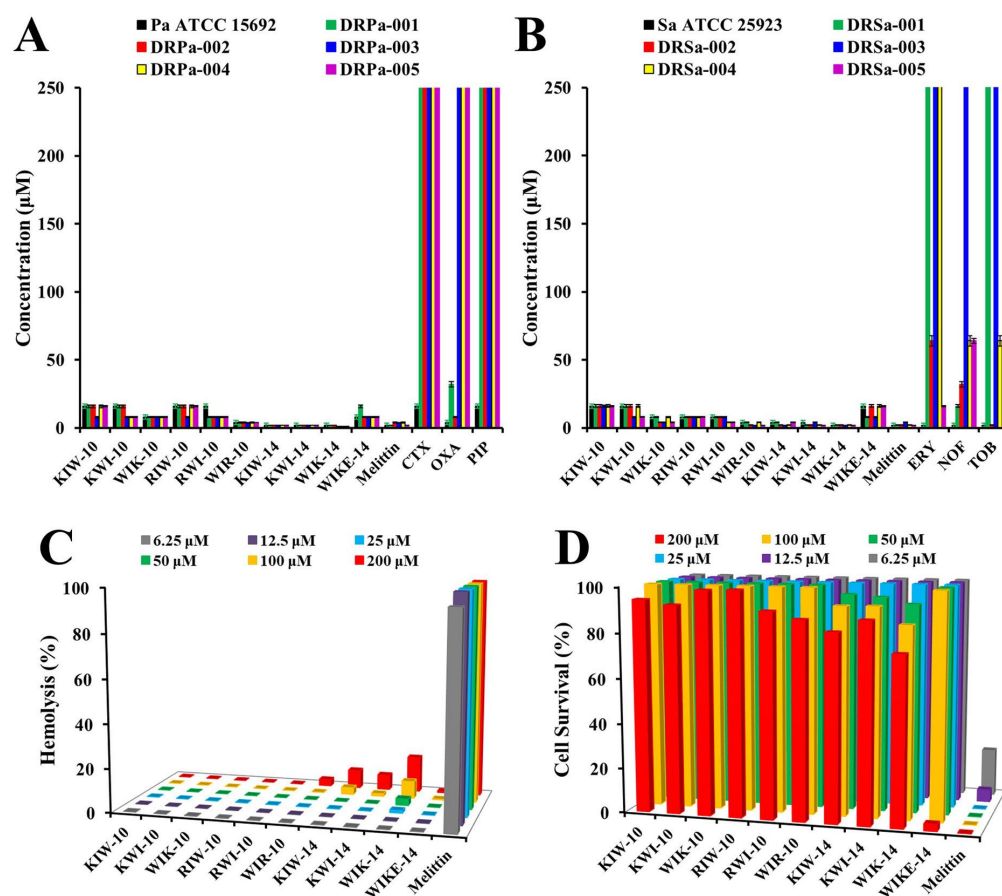 A
Pa ATCC 15692 DRPa-001
DRPa-002 DRPa-003
DRPa-004 DRPa-005
Concentration (µM)
250
200
150
100
50
0
KIW-10 KWI-10 WIK-10 RIW-10 RWI-10 WIR-10 KIW-14 KWI-14 WIK-14 WIKE-14 Melittin CTX OXA PIP
B
Sa ATCC 25923 DRSa-001
DRSa-002 DRSa-003
DRSa-004 DRSa-005
Concentration (µM)
250
200
150
100
50
0
KIW-10 KWI-10 WIK-10 RIW-10 RWI-10 WIR-10 KIW-14 KWI-14 WIK-14 WIKE-14 Melittin ERY NOF TOB
C
6.25 µM 12.5 µM 25 µM
50 µM 100 µM 200 µM
Hemolysis (%)
100
80
60
40
20
0
KIW-10 KWI-10 WIK-10 RIW-10 RWI-10 WIR-10 KIW-14 KWI-14 WIK-14 WIKE-14 Melittin
D
200 µM 100 µM 50 µM
25 µM 12.5 µM 6.25 µM
Cell Survival (%)
100
80
60
40
20
0
KIW-10 KWI-10 WIK-10 RIW-10 RWI-10 WIR-10 KIW-14 KWI-14 WIK-14 WIKE-14 Melittin